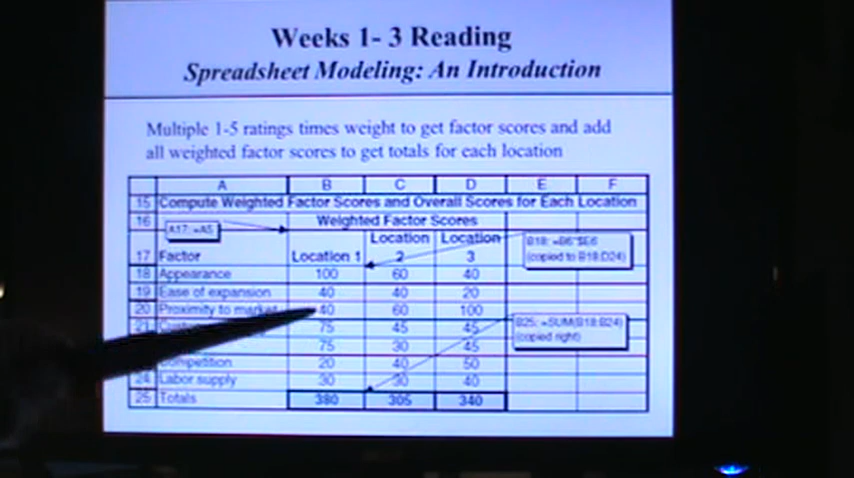 Weeks 1- 3 Reading
Spreadsheet Modeling: An Introduction
Multiple 1-5 ratings times weight to get factor scores and add
all weighted factor scores to get totals for each location
A B C D E F
15 Compute Weighted Factor Scores and Overall Scores for Each Location
16 Weighted Factor Scores
A17: =A5
Location Location
17 Factor Location 1 2 3
B18: =B6*$E6
(copied to B18:D24)
18 Appearance 100 60 40
19 Ease of expansion 40 40 20
20 Proximity to market 40 60 100
21 75 45 45
75 30 45
B25: =SUM(B18:B24)
(copied right)
Competition 20 40 50
24 Labor supply 30 30 40
25 Totals 380 305 340